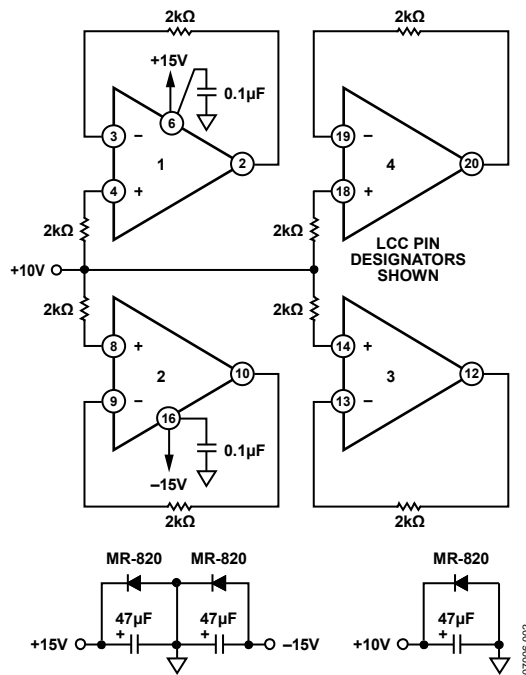 2kΩ
2kΩ
+15V
0.1µF
6
3
−
1
2
4
+
2kΩ
19
−
4
20
18
+
2kΩ
LCC PIN
DESIGNATORS
SHOWN
+10V
2kΩ
8
+
2
10
9
−
16
0.1µF
−15V
2kΩ
2kΩ
14
+
3
12
13
−
2kΩ
MR-820
MR-820
47µF
+
47µF
+
+15V
−15V
MR-820
47µF
+
+10V